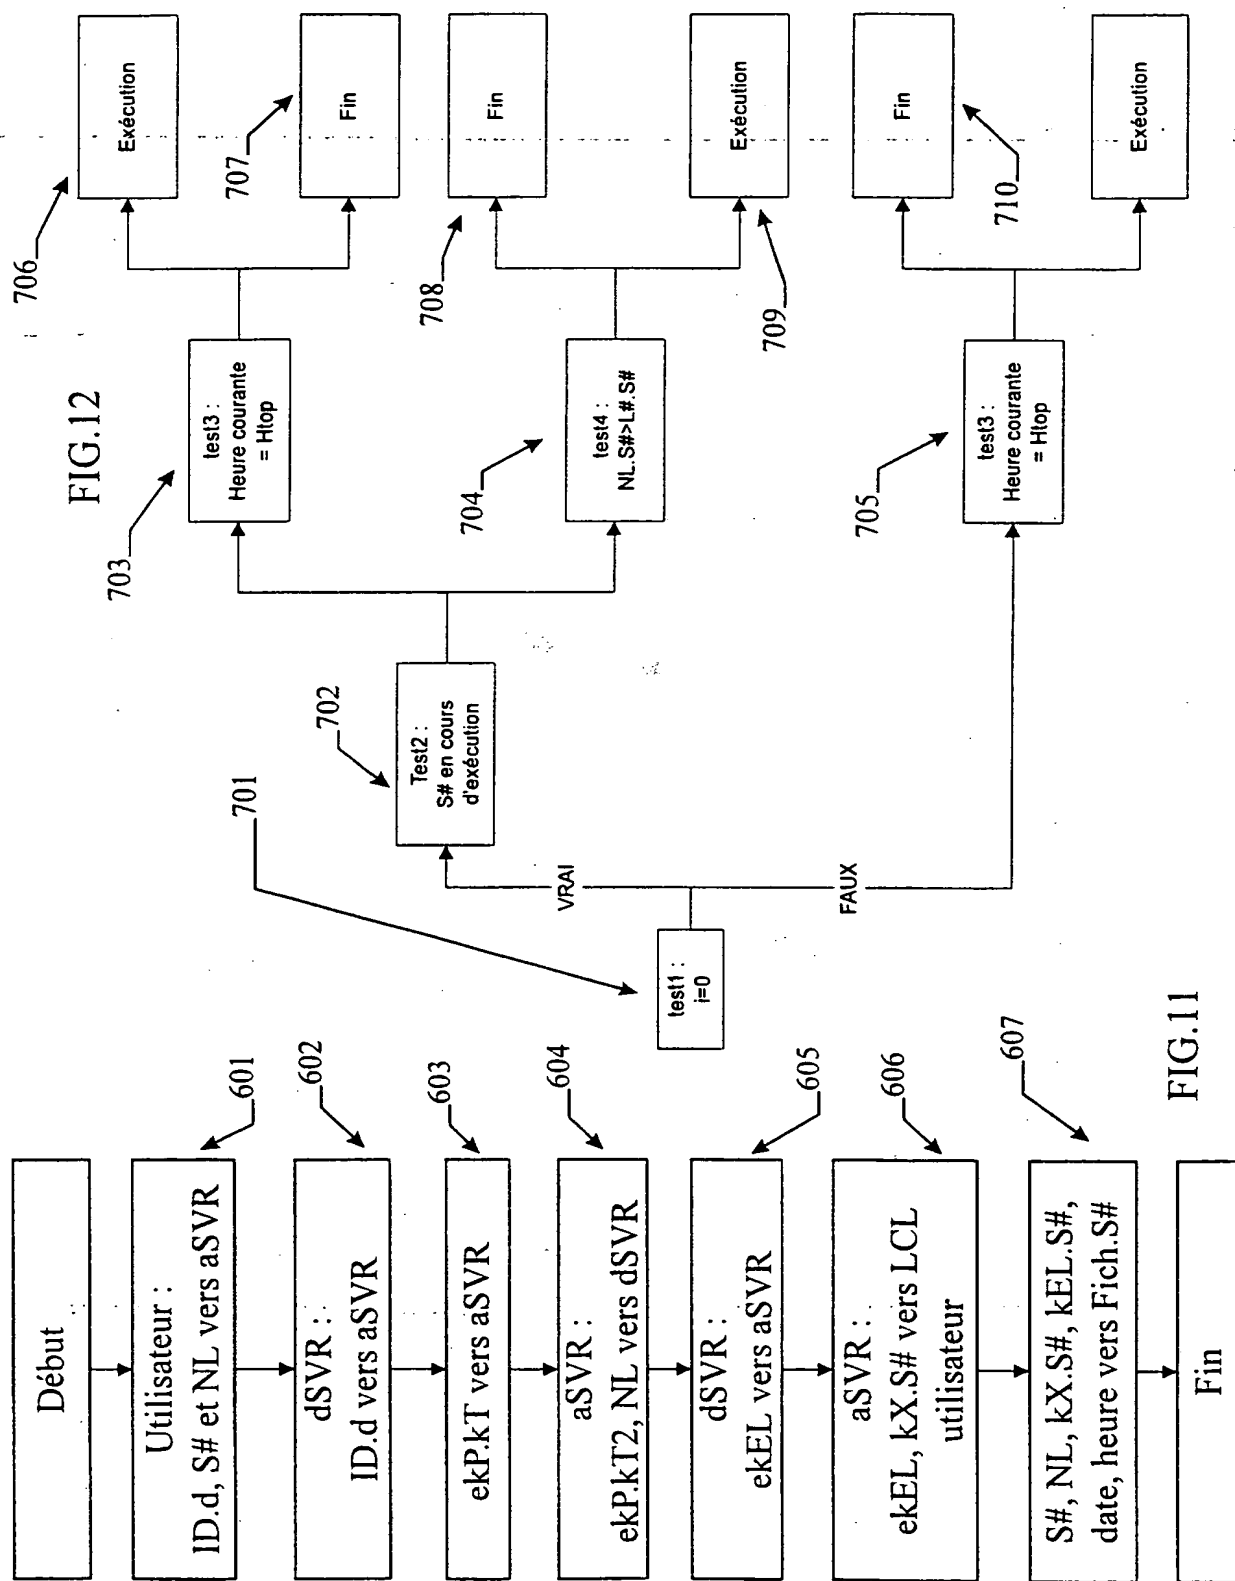 FIG.11
Début
Utilisateur :
ID.d, S# et NL vers aSVR
601
dSVR :
ID.d vers aSVR
602
ekP.kT vers aSVR
603
aSVR :
ekP.kT2, NL vers dSVR
604
dSVR :
ekEL vers aSVR
605
aSVR :
ekEL, kX.S# vers LCL
utilisateur
606
S#, NL, kX.S#, kEL.S#,
date, heure vers Fich.S#
607
Fin
FIG.12
701
test1 :
i=0
VRAI
FAUX
702
Test2 :
S# en cours
d'exécution
703
test3 :
Heure courante
= Htop
704
test4 :
NL.S#>L#.S#
705
test3 :
Heure courante
= Htop
706
Exécution
707
Fin
708
Fin
709
Exécution
710
Fin
Exécution